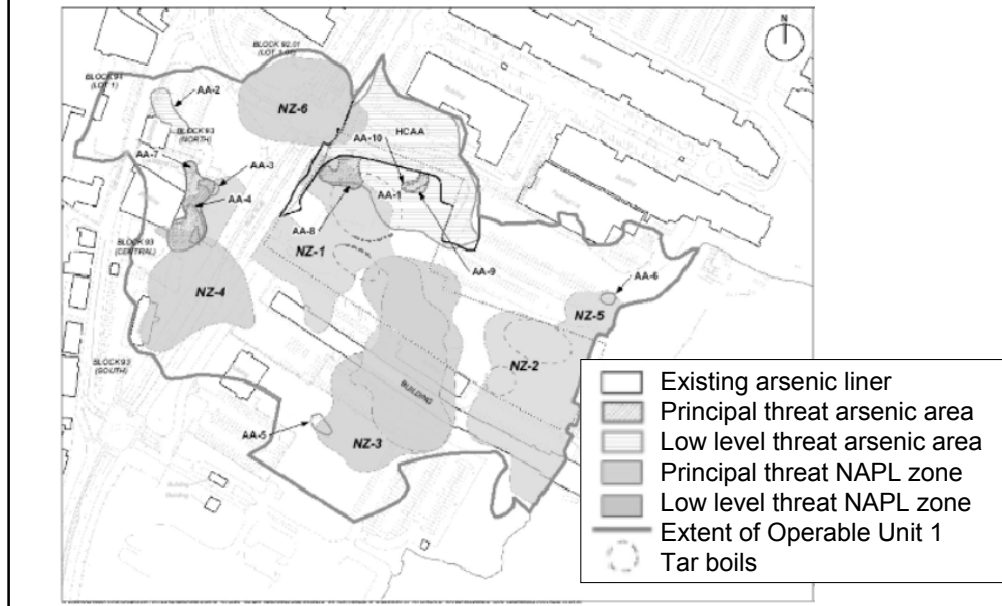 N
BLOCK 92.01
BLOCK 91
(LOT 1)
AA-2
NZ-6
HCAA
BLOCK 93
(NORTH)
AA-10
AA-7
AA-3
AA-1
AA-4
AA-8
NZ-1
AA-9
BLOCK 93
(CENTRAL)
AA-6
NZ-4
NZ-5
NZ-2
BLOCK 93
(SOUTH)
BUILDING
AA-5
NZ-3
Existing arsenic liner
Principal threat arsenic area
Low level threat arsenic area
Principal threat NAPL zone
Low level threat NAPL zone
Extent of Operable Unit 1
Tar boils